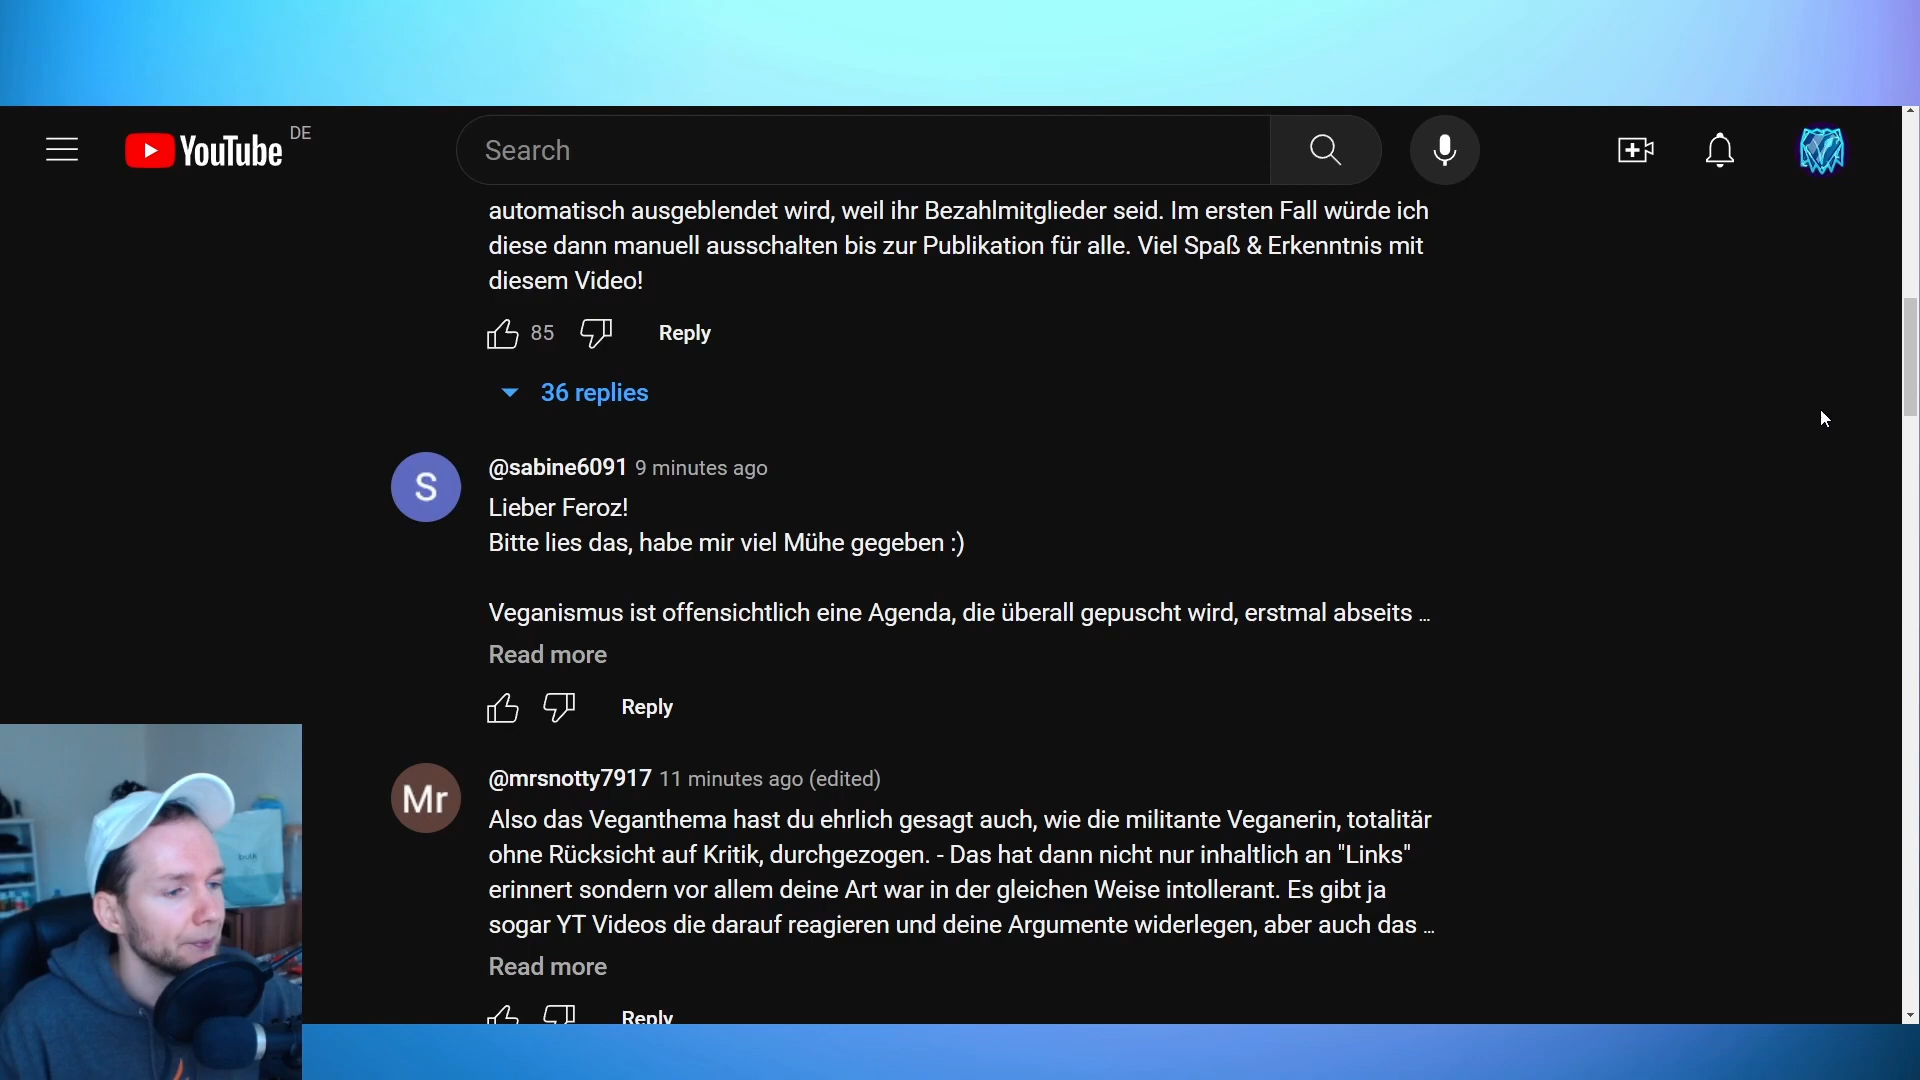 YouTube DE
Search
automatisch ausgeblendet wird, weil ihr Bezahlmitglieder seid. Im ersten Fall würde ich
diese dann manuell ausschalten bis zur Publikation für alle. Viel Spaß & Erkenntnis mit
diesem Video!
85 Reply
36 replies
S
@sabine6091 9 minutes ago
Lieber Feroz!
Bitte lies das, habe mir viel Mühe gegeben :)
Veganismus ist offensichtlich eine Agenda, die überall gepuscht wird, erstmal abseits ...
Read more
Reply
Mr
@mrsnotty7917 11 minutes ago (edited)
Also das Veganthema hast du ehrlich gesagt auch, wie die militante Veganerin, totalitär
ohne Rücksicht auf Kritik, durchgezogen. - Das hat dann nicht nur inhaltlich an "Links"
erinnert sondern vor allem deine Art war in der gleichen Weise intollerant. Es gibt ja
sogar YT Videos die darauf reagieren und deine Argumente widerlegen, aber auch das ...
Read more
Reply
bulk